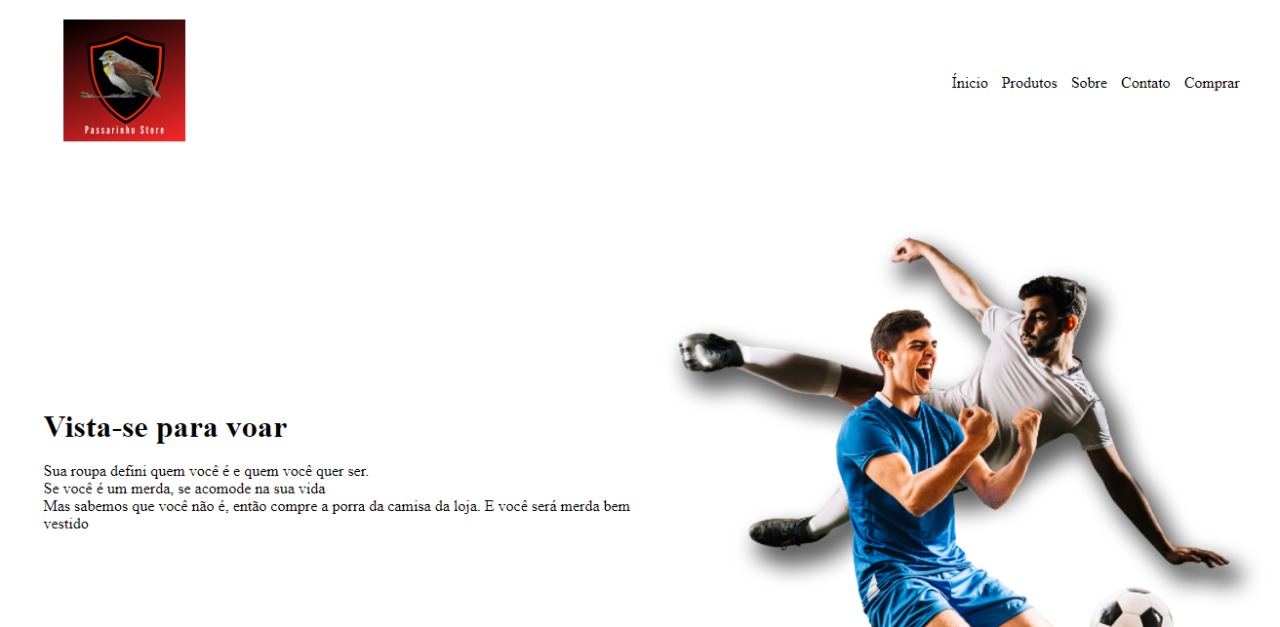 Passarinho Store
Ínicio Produtos Sobre Contato Comprar
Vista-se para voar
Sua roupa defini quem você é e quem você quer ser.
Se você é um merda, se acomode na sua vida
Mas sabemos que você não é, então compre a porra da camisa da loja. E você será merda bem
vestido